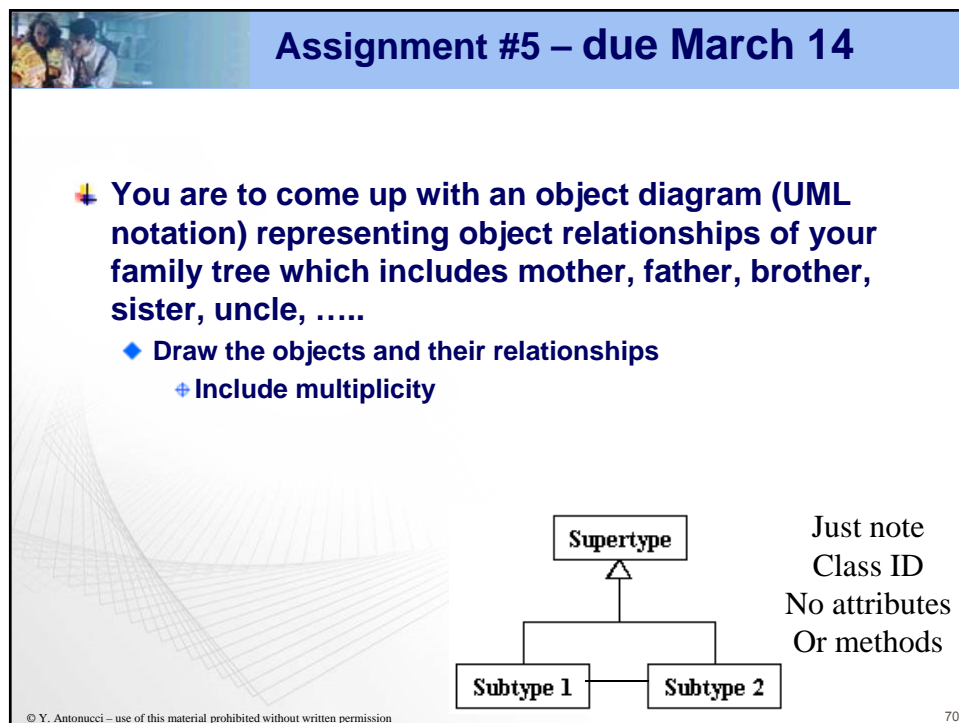 Assignment #5 – due March 14
You are to come up with an object diagram (UML
notation) representing object relationships of your
family tree which includes mother, father, brother,
sister, uncle, …..
Draw the objects and their relationships
Include multiplicity
Supertype
Subtype 1
Subtype 2
Just note
Class ID
No attributes
Or methods
© Y. Antonucci – use of this material prohibited without written permission
70